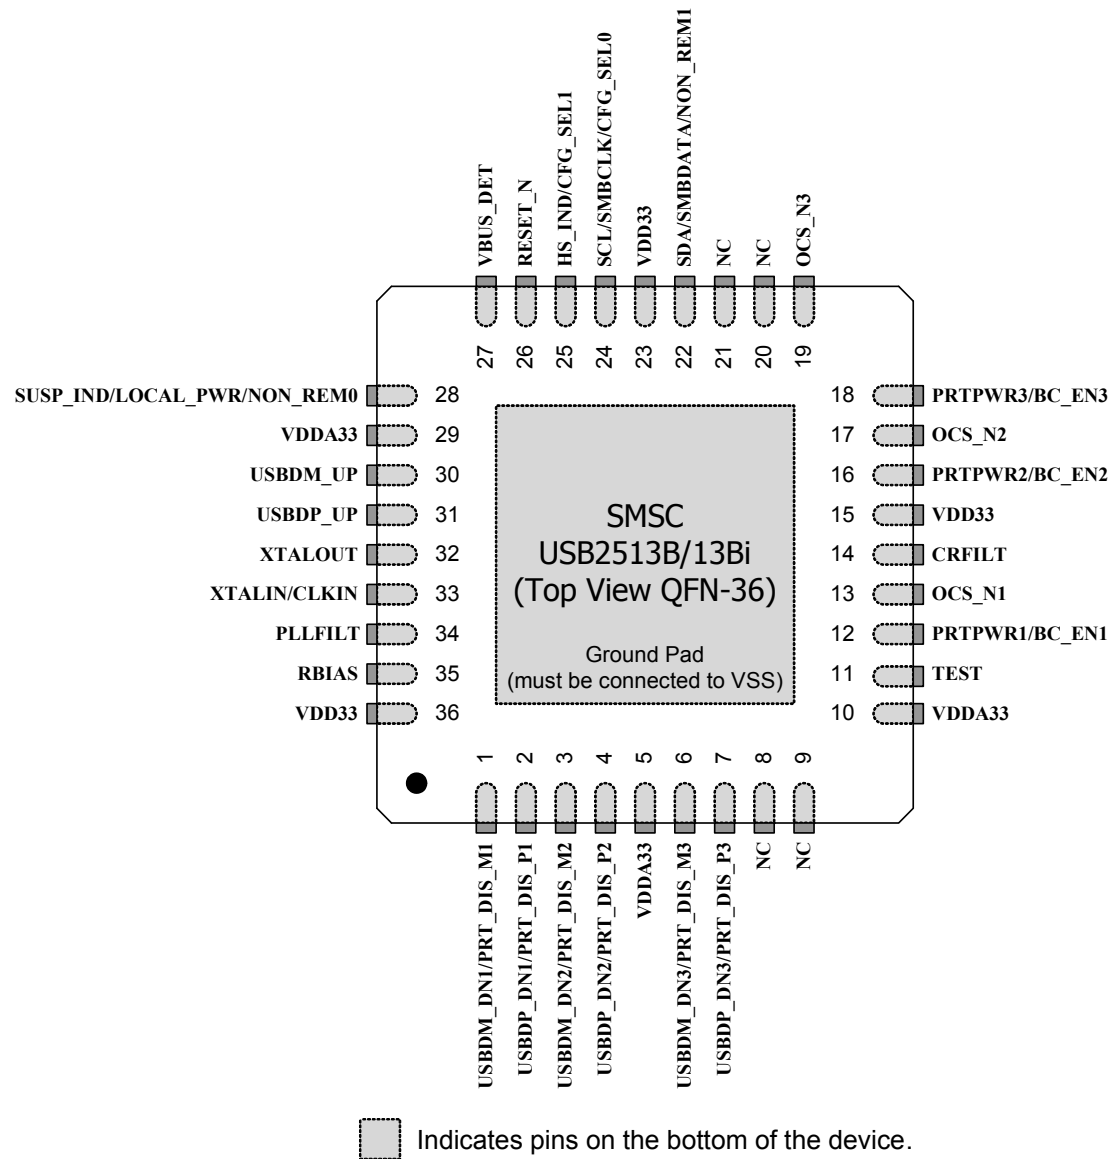 VBUS_DET
RESET_N
HS_IND/CFG_SEL1
SCL/SMBCLK/CFG_SEL0
VDD33
SDA/SMBDATA/NON_REM1
NC
NC
OCS_N3
27
26
25
24
23
22
21
20
19
SUSP_IND/LOCAL_PWR/NON_REM0 28
VDDA33 29
USBDM_UP 30
USBDP_UP 31
XTALOUT 32
XTALIN/CLKIN 33
PLLFILT 34
RBIAS 35
VDD33 36
SMSC
USB2513B/13Bi
(Top View QFN-36)
Ground Pad
(must be connected to VSS)
18 PRTPWR3/BC_EN3
17 OCS_N2
16 PRTPWR2/BC_EN2
15 VDD33
14 CRFILT
13 OCS_N1
12 PRTPWR1/BC_EN1
11 TEST
10 VDDA33
1
2
3
4
5
6
7
8
9
USBDM_DN1/PRT_DIS_M1
USBDP_DN1/PRT_DIS_P1
USBDM_DN2/PRT_DIS_M2
USBDP_DN2/PRT_DIS_P2
VDDA33
USBDM_DN3/PRT_DIS_M3
USBDP_DN3/PRT_DIS_P3
NC
NC
Indicates pins on the bottom of the device.